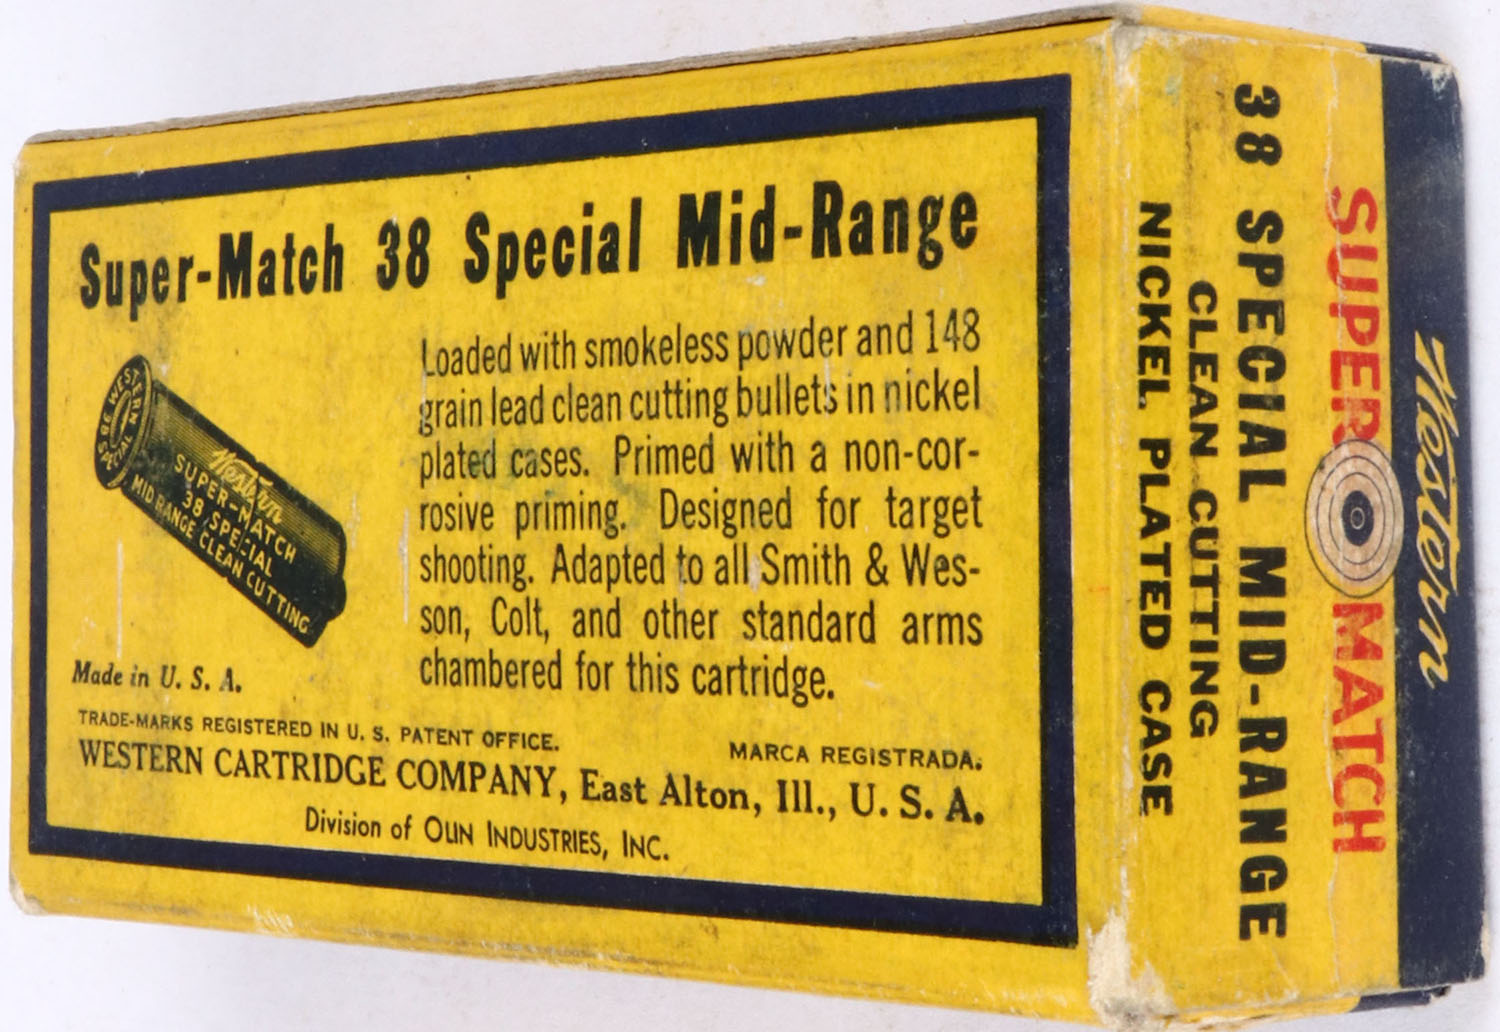 Super-Match 38 Special Mid-Range
Loaded with smokeless powder and 148
grain lead clean cutting bullets in nickel
plated cases. Primed with a non-cor-
rosive priming. Designed for target
shooting. Adapted to all Smith & Wes-
son, Colt, and other standard arms
chambered for this cartridge.
WESTERN
38 SPECIAL
Western
SUPER-MATCH
38 SPECIAL
MID RANGE CLEAN CUTTING
Made in U. S. A.
TRADE-MARKS REGISTERED IN U. S. PATENT OFFICE.
MARCA REGISTRADA.
WESTERN CARTRIDGE COMPANY, East Alton, Ill., U. S. A.
Division of OLIN INDUSTRIES, INC.
Western
SUPER MATCH
38 SPECIAL MID-RANGE
CLEAN CUTTING
NICKEL PLATED CASE